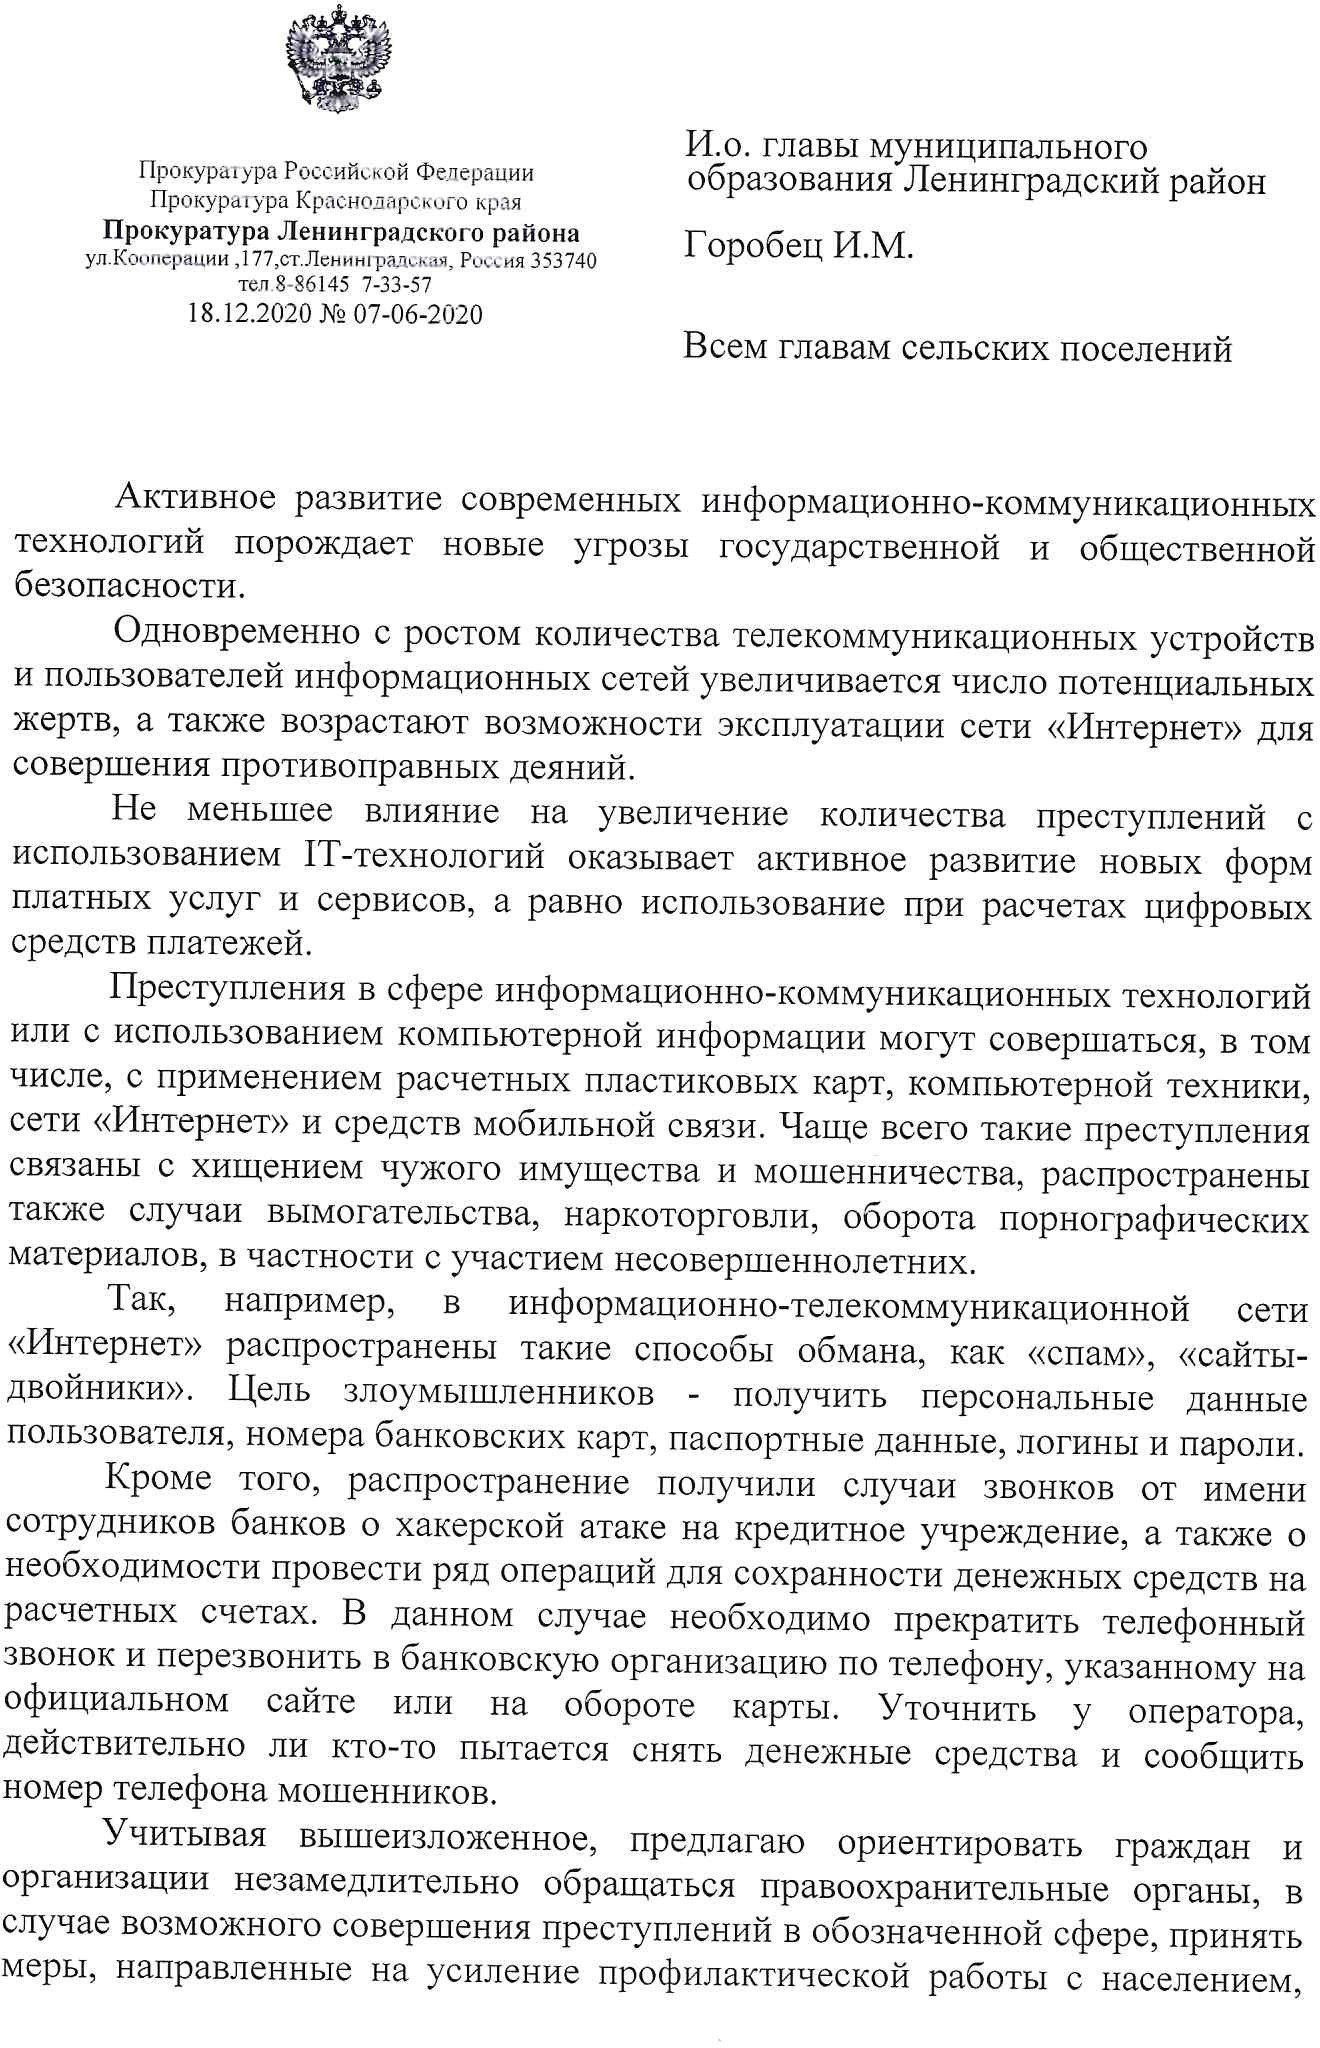 Прокуратура Российской Федерации
Прокуратура Краснодарского края
Прокуратура Ленинградского района
ул.Кооперации ,177,ст.Ленинградская, Россия 353740
тел.8-86145 7-33-57
18.12.2020 № 07-06-2020
И.о. главы муниципального
образования Ленинградский район
Горобец И.М.
Всем главам сельских поселений
Активное развитие современных информационно-коммуникационных
технологий порождает новые угрозы государственной и общественной
безопасности.
Одновременно с ростом количества телекоммуникационных устройств
и пользователей информационных сетей увеличивается число потенциальных
жертв, а также возрастают возможности эксплуатации сети «Интернет» для
совершения противоправных деяний.
Не меньшее влияние на увеличение количества преступлений с
использованием IT-технологий оказывает активное развитие новых форм
платных услуг и сервисов, а равно использование при расчетах цифровых
средств платежей.
Преступления в сфере информационно-коммуникационных технологий
или с использованием компьютерной информации могут совершаться, в том
числе, с применением расчетных пластиковых карт, компьютерной техники,
сети «Интернет» и средств мобильной связи. Чаще всего такие преступления
связаны с хищением чужого имущества и мошенничества, распространены
также случаи вымогательства, наркоторговли, оборота порнографических
материалов, в частности с участием несовершеннолетних.
Так, например, в информационно-телекоммуникационной сети
«Интернет» распространены такие способы обмана, как «спам», «сайты-
двойники». Цель злоумышленников - получить персональные данные
пользователя, номера банковских карт, паспортные данные, логины и пароли.
Кроме того, распространение получили случаи звонков от имени
сотрудников банков о хакерской атаке на кредитное учреждение, а также о
необходимости провести ряд операций для сохранности денежных средств на
расчетных счетах. В данном случае необходимо прекратить телефонный
звонок и перезвонить в банковскую организацию по телефону, указанному на
официальном сайте или на обороте карты. Уточнить у оператора,
действительно ли кто-то пытается снять денежные средства и сообщить
номер телефона мошенников.
Учитывая вышеизложенное, предлагаю ориентировать граждан и
организации незамедлительно обращаться правоохранительные органы, в
случае возможного совершения преступлений в обозначенной сфере, принять
меры, направленные на усиление профилактической работы с населением,